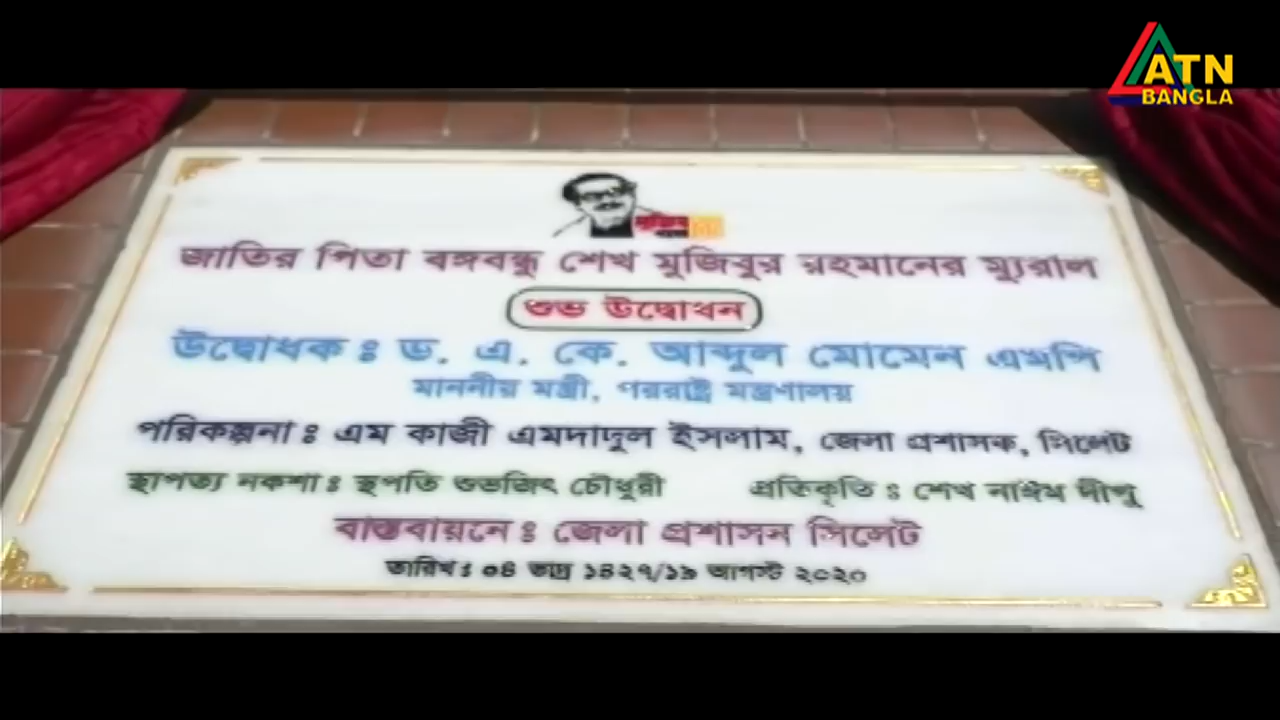 ATN
BANGLA
জাতির পিতা বঙ্গবন্ধু শেখ মুজিবুর রহমানের ম্যুরাল
শুভ উদ্বোধন
উদ্বোধক ঃ ড. এ. কে. আব্দুল মোমেন এমপি
মাননীয় মন্ত্রী, পররাষ্ট্র মন্ত্রণালয়
পরিকল্পনা ঃ এম কাজী এমদাদুল ইসলাম, জেলা প্রশাসক, সিলেট
স্থাপত্য নকশা ঃ স্থপতি শুভজিৎ চৌধুরী প্রতিকৃতি ঃ শেখ নাঈম দীপু
বাস্তবায়নে ঃ জেলা প্রশাসন সিলেট
তারিখ ঃ ০৪ ভাদ্র ১৪২৭/১৯ আগস্ট ২০২০